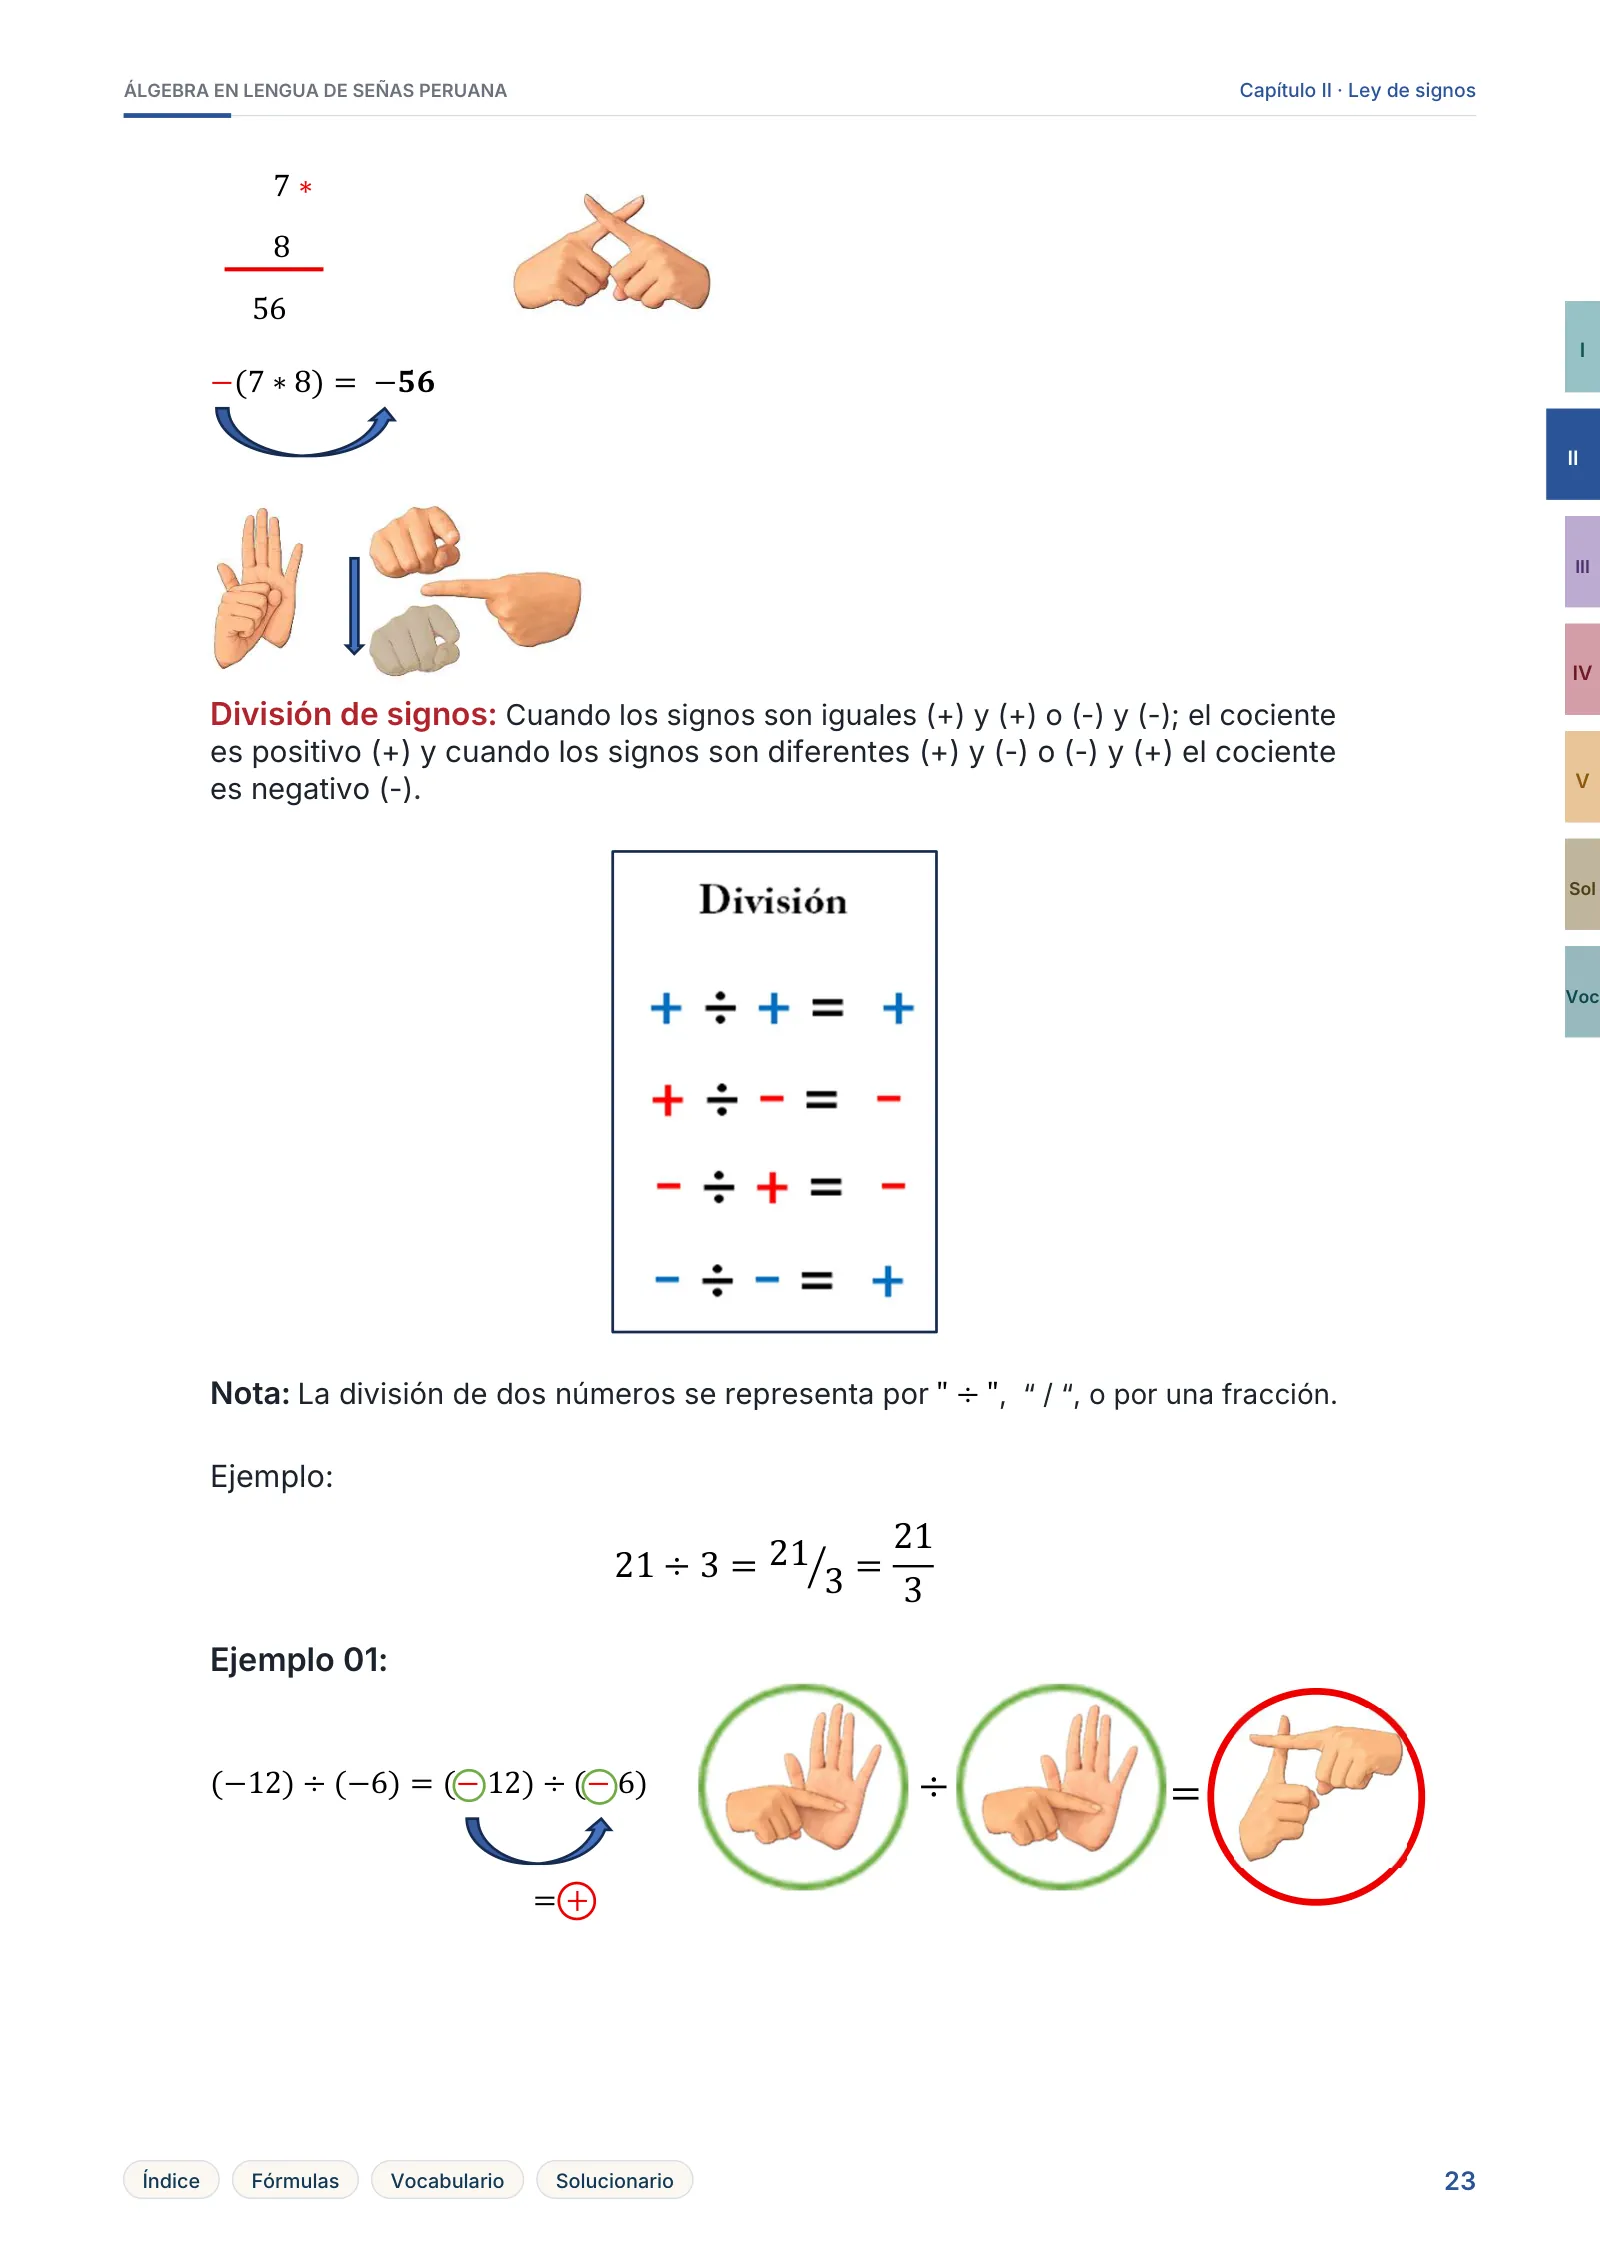 ÁLGEBRA EN LENGUA DE SEÑAS PERUANA
Capítulo II · Ley de signos
7 *
8
56
−(7 * 8) = −56
I
II
III
IV
V
Sol
Voc
División de signos: Cuando los signos son iguales (+) y (+) o (-) y (-); el cociente
es positivo (+) y cuando los signos son diferentes (+) y (-) o (-) y (+) el cociente
es negativo (-).
División
+ ÷ + = +
+ ÷ − = −
− ÷ + = −
− ÷ − = +
Nota: La división de dos números se representa por " ÷ ", “ / “, o por una fracción.
Ejemplo:
21 ÷ 3 = 21/3 = 21/3
Ejemplo 01:
(−12) ÷ (−6) = (−12) ÷ (−6)
÷ =
=+
Índice
Fórmulas
Vocabulario
Solucionario
23